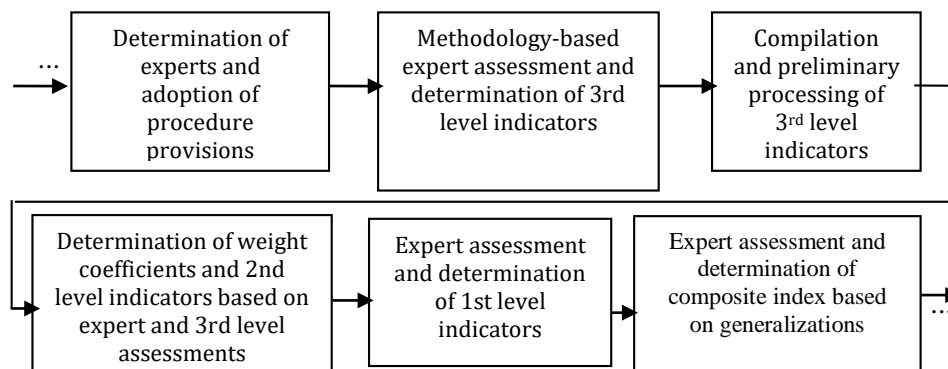 ...
Determination of
experts and
adoption of
procedure
provisions
Methodology-based
expert assessment and
determination of 3rd
level indicators
Compilation
and preliminary
processing of
3rd level
indicators
Determination of weight
coefficients and 2nd
level indicators based on
expert and 3rd level
assessments
Expert assessment
and determination
of 1st level
indicators
Expert assessment and
determination of
composite index based
on generalizations
...